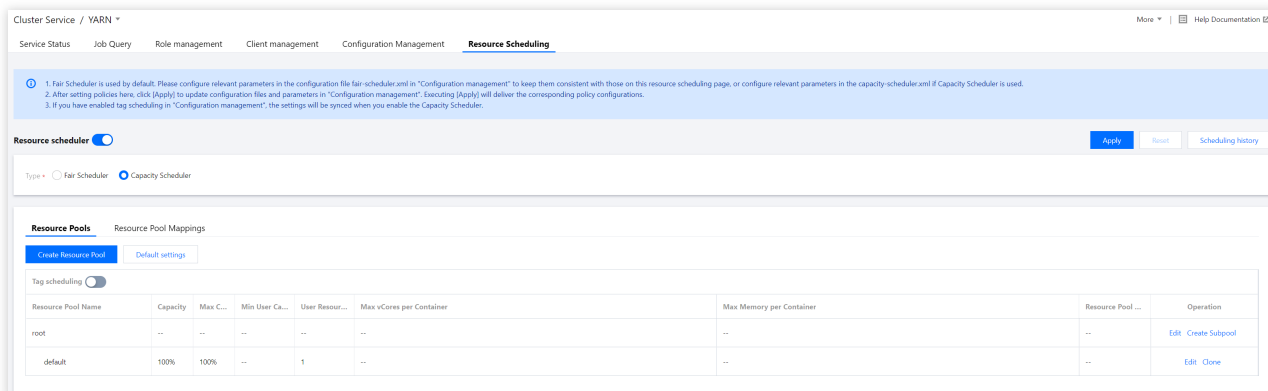 Cluster Service / YARN
More | Help Documentation
Service Status Job Query Role management Client management Configuration Management Resource Scheduling
1. Fair Scheduler is used by default. Please configure relevant parameters in the configuration file fair-scheduler.xml in "Configuration management" to keep them consistent with those on this resource scheduling page, or configure relevant parameters in the capacity-scheduler.xml if Capacity Scheduler is used.
2. After setting policies here, click [Apply] to update configuration files and parameters in "Configuration management". Executing [Apply] will deliver the corresponding policy configurations.
3. If you have enabled tag scheduling in "Configuration management", the settings will be synced when you enable the Capacity Scheduler.
Resource scheduler
Apply Reset Scheduling history
Type * Fair Scheduler Capacity Scheduler
Resource Pools Resource Pool Mappings
Create Resource Pool Default settings
Tag scheduling
Resource Pool Name Capacity Max C... Min User Ca... User Resour... Max vCores per Container Max Memory per Container Resource Pool ... Operation
root -- -- -- -- -- -- -- Edit Create Subpool
default 100% 100% -- 1 -- -- -- Edit Clone